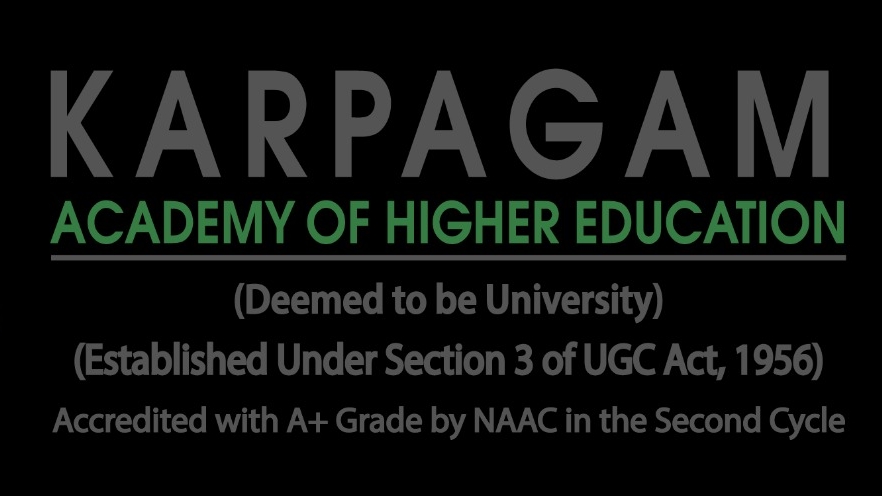 KARPAGAM
ACADEMY OF HIGHER EDUCATION
(Deemed to be University)
(Established Under Section 3 of UGC Act, 1956)
Accredited with A+ Grade by NAAC in the Second Cycle